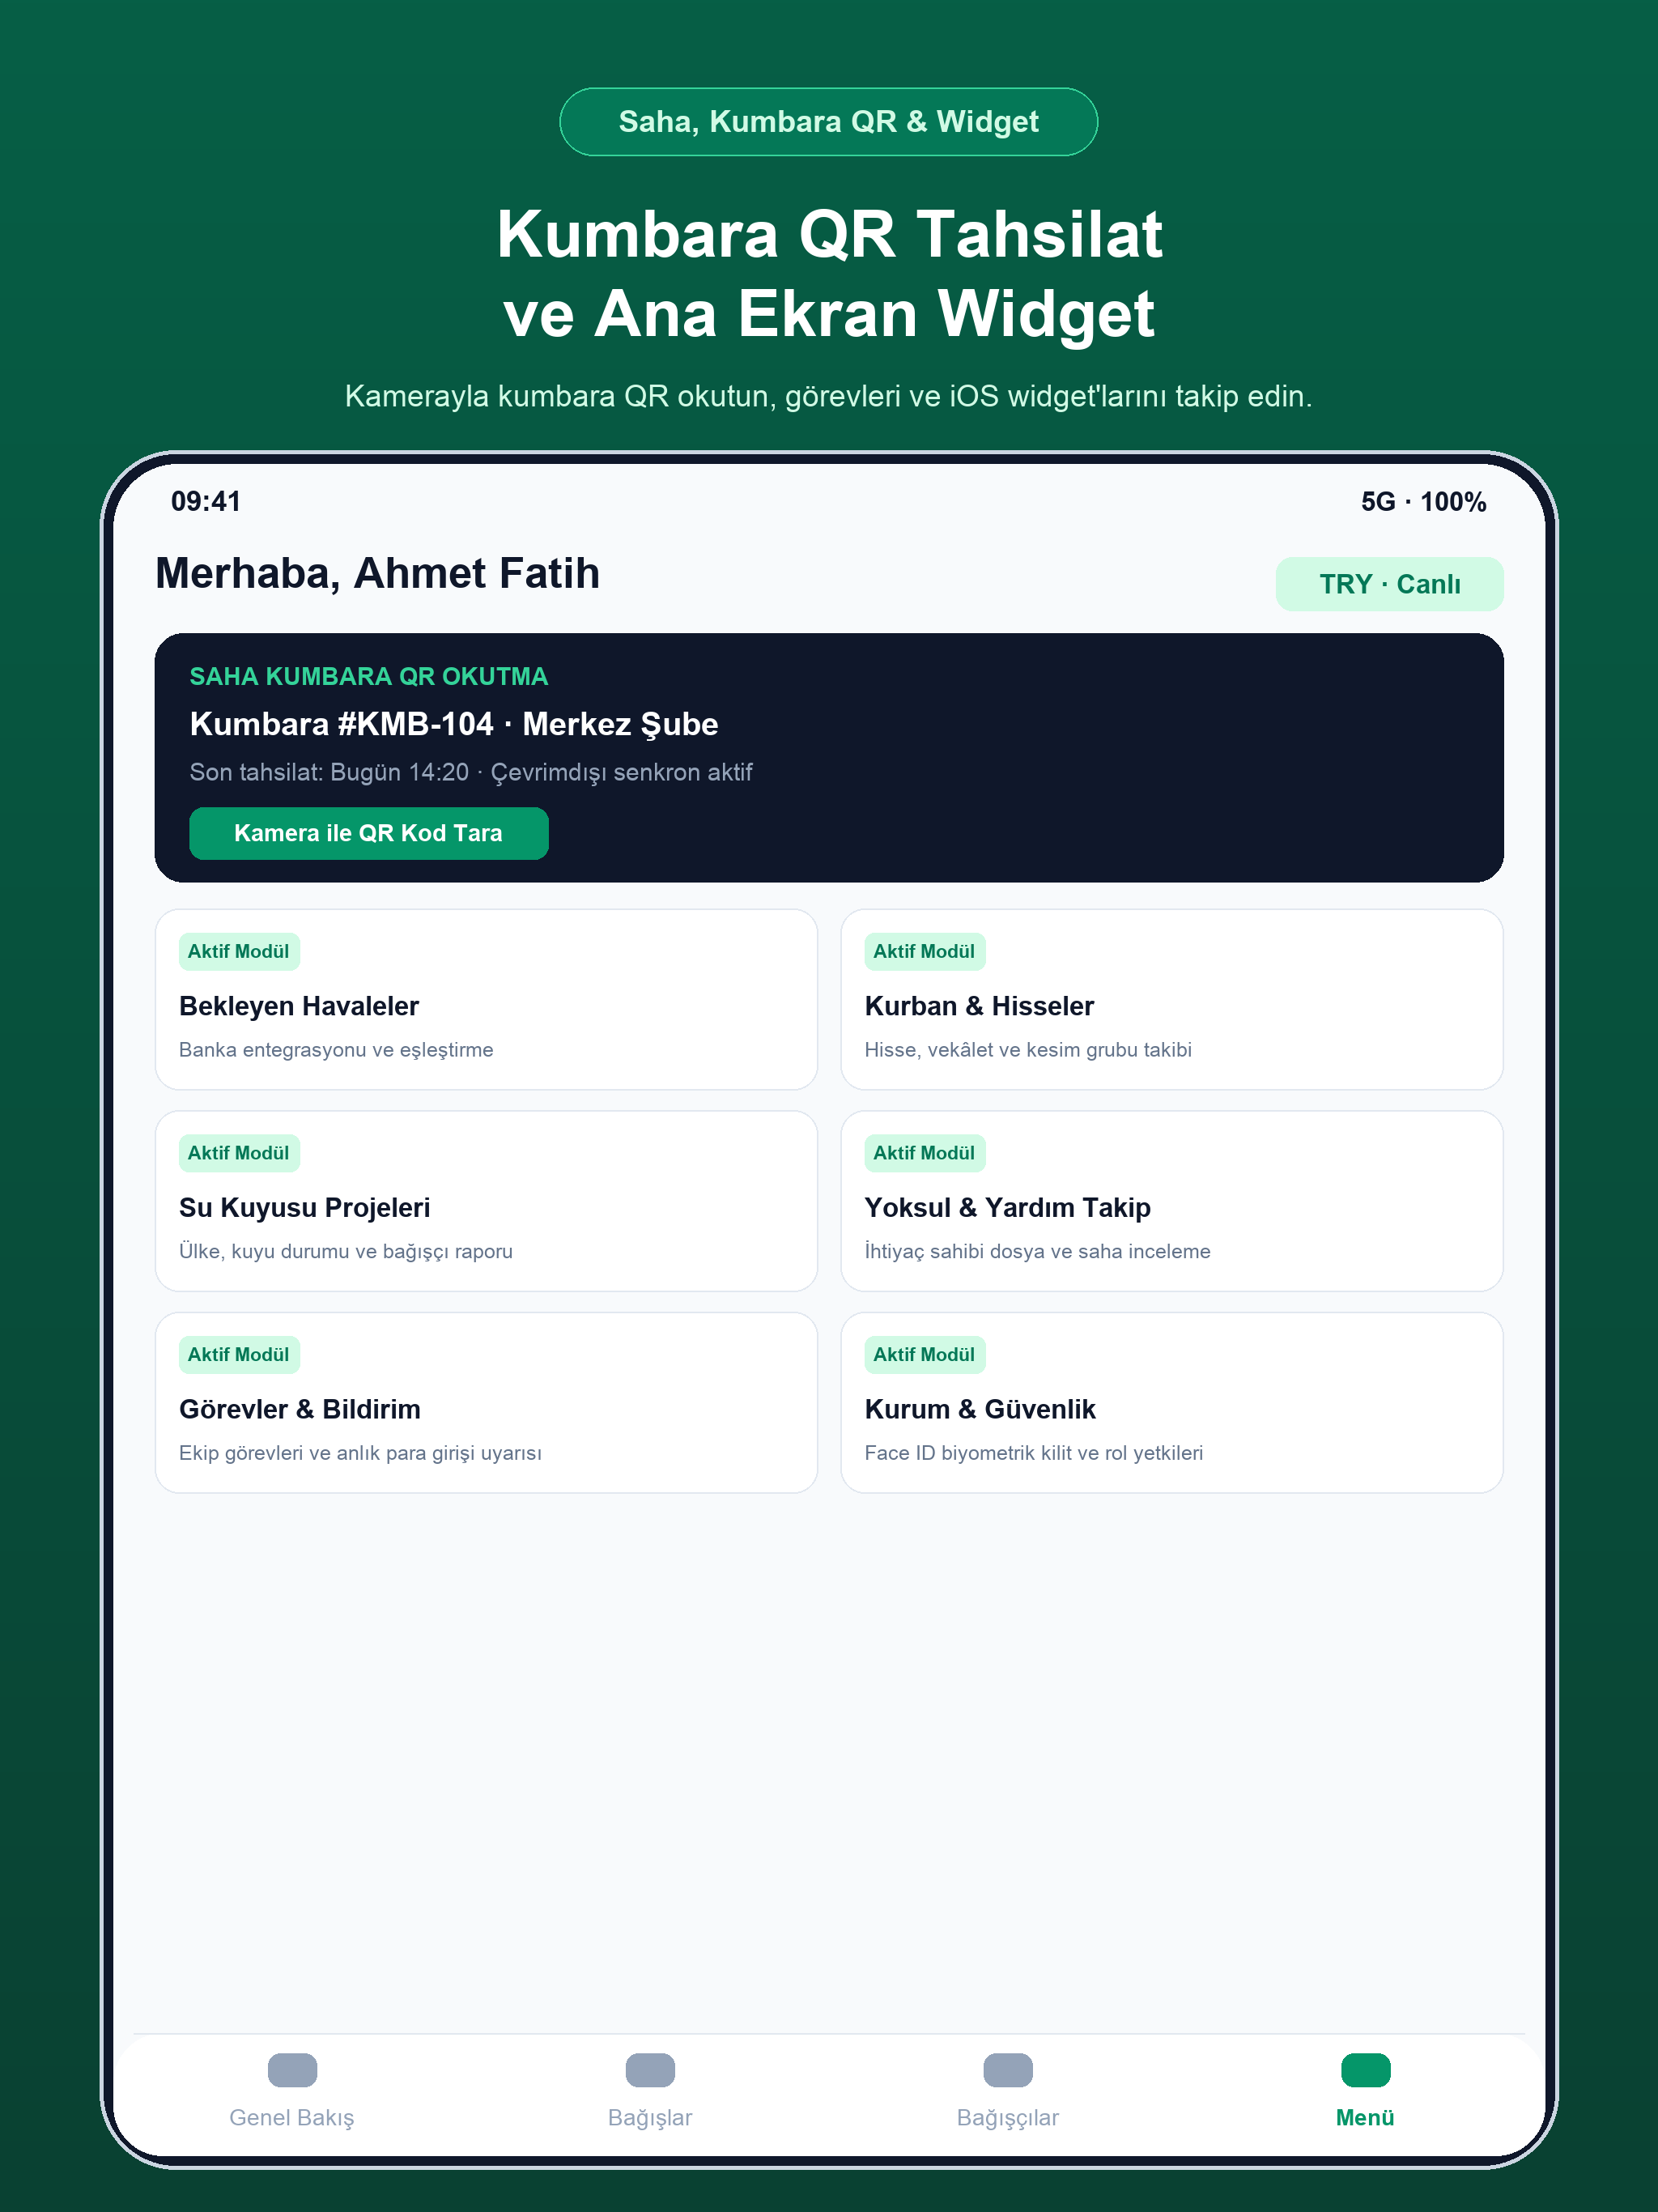 Saha, Kumbara QR & Widget
Kumbara QR Tahsilat
ve Ana Ekran Widget
Kamerayla kumbara QR okutun, görevleri ve iOS widget'larını takip edin.
09:41
5G · 100%
Merhaba, Ahmet Fatih
TRY · Canlı
SAHA KUMBARA QR OKUTMA
Kumbara #KMB-104 · Merkez Şube
Son tahsilat: Bugün 14:20 · Çevrimdışı senkron aktif
Kamera ile QR Kod Tara
Aktif Modül
Bekleyen Havaleler
Banka entegrasyonu ve eşleştirme
Aktif Modül
Kurban & Hisseler
Hisse, vekâlet ve kesim grubu takibi
Aktif Modül
Su Kuyusu Projeleri
Ülke, kuyu durumu ve bağışçı raporu
Aktif Modül
Yoksul & Yardım Takip
İhtiyaç sahibi dosya ve saha inceleme
Aktif Modül
Görevler & Bildirim
Ekip görevleri ve anlık para girişi uyarısı
Aktif Modül
Kurum & Güvenlik
Face ID biyometrik kilit ve rol yetkileri
Genel Bakış
Bağışlar
Bağışçılar
Menü